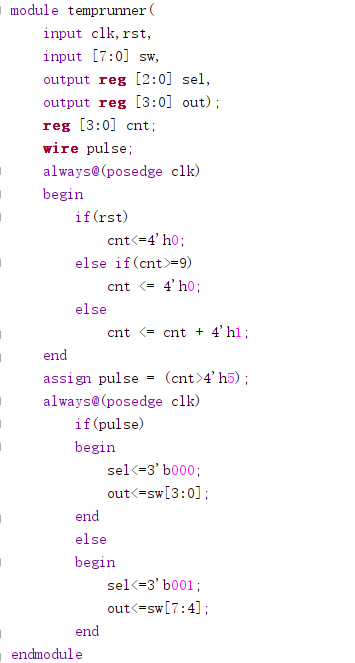 module temprunner(
input clk,rst,
input [7:0] sw,
output reg [2:0] sel,
output reg [3:0] out);
reg [3:0] cnt;
wire pulse;
always@(posedge clk)
begin
if(rst)
cnt<=4'h0;
else if(cnt>=9)
cnt <= 4'h0;
else
cnt <= cnt + 4'h1;
end
assign pulse = (cnt>4'h5);
always@(posedge clk)
if(pulse)
begin
sel<=3'b000;
out<=sw[3:0];
end
else
begin
sel<=3'b001;
out<=sw[7:4];
end
endmodule